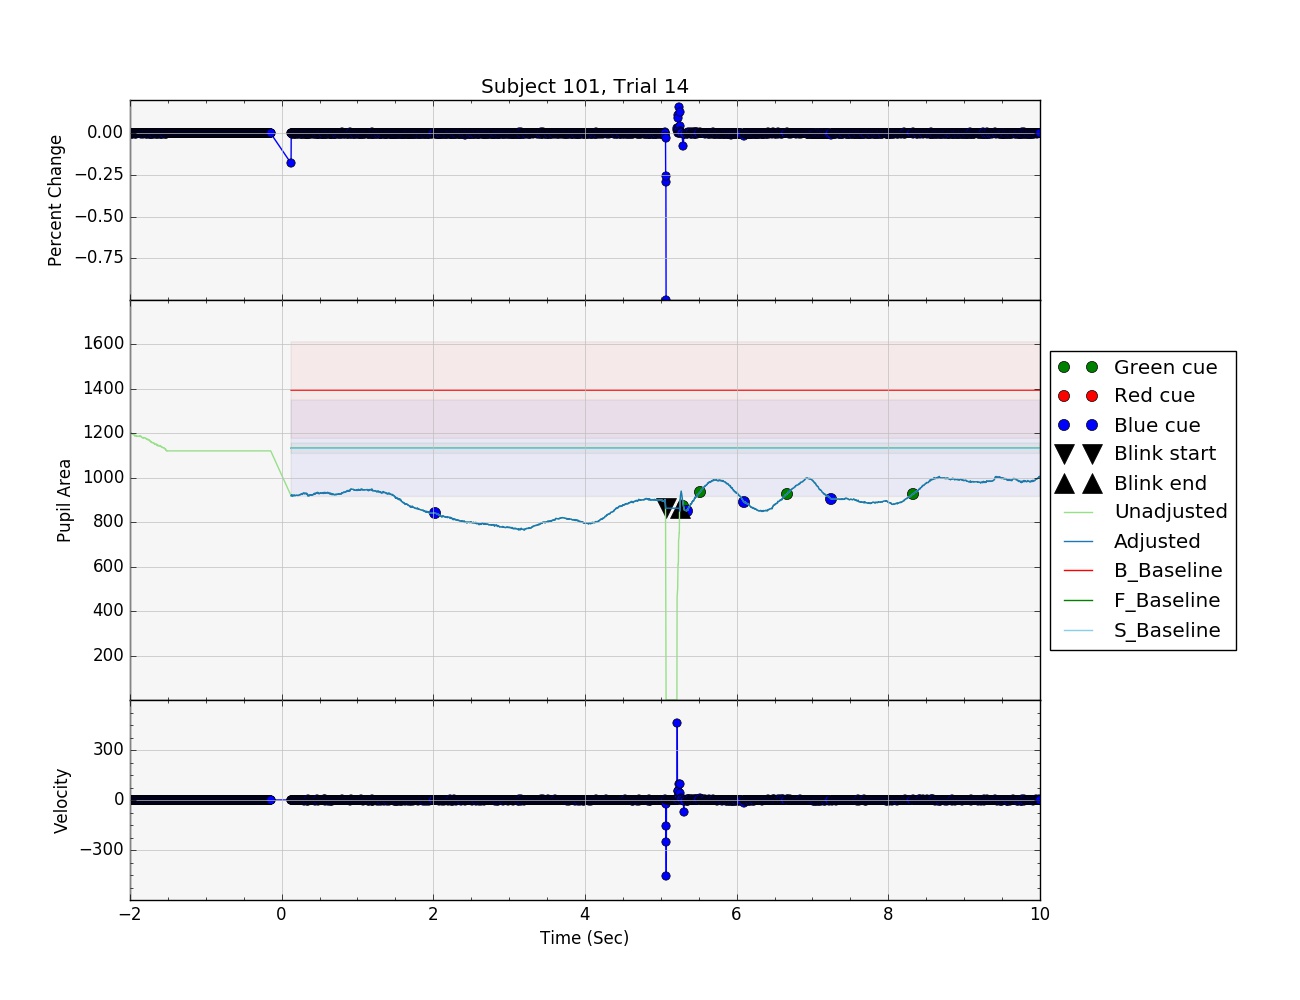 Subject 101, Trial 14
0.00
−0.25
−0.50
−0.75
Percent Change
1600
1400
1200
1000
800
600
400
200
Pupil Area
Green cue
Red cue
Blue cue
Blink start
Blink end
Unadjusted
Adjusted
B_Baseline
F_Baseline
S_Baseline
300
0
−300
Velocity
−2 0 2 4 6 8 10
Time (Sec)